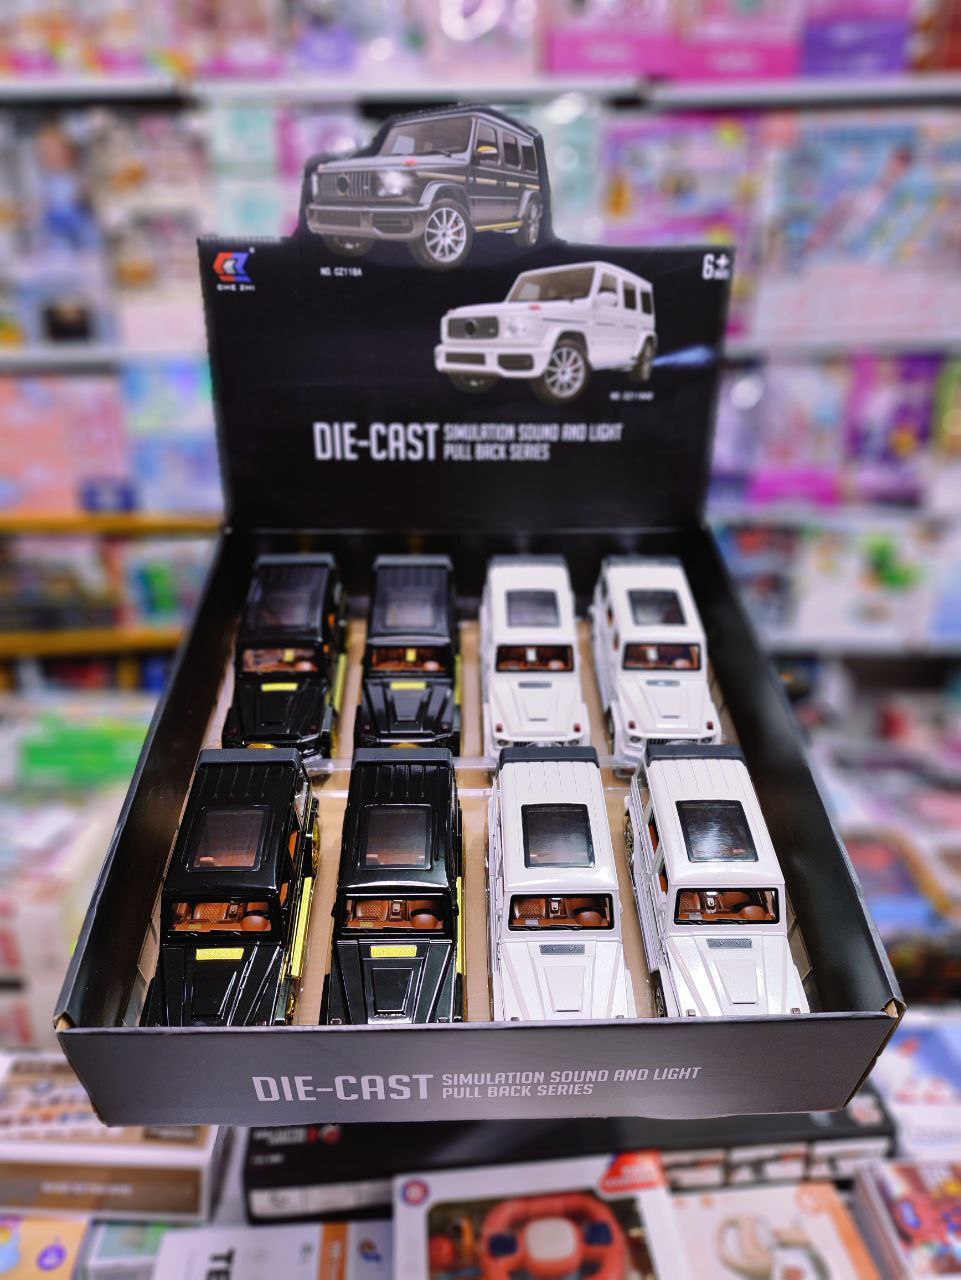 CHE ZHI
6+
NO. CZ118A
DIE-CAST SIMULATION SOUND AND LIGHT
PULL BACK SERIES
DIE-CAST SIMULATION SOUND AND LIGHT
PULL BACK SERIES